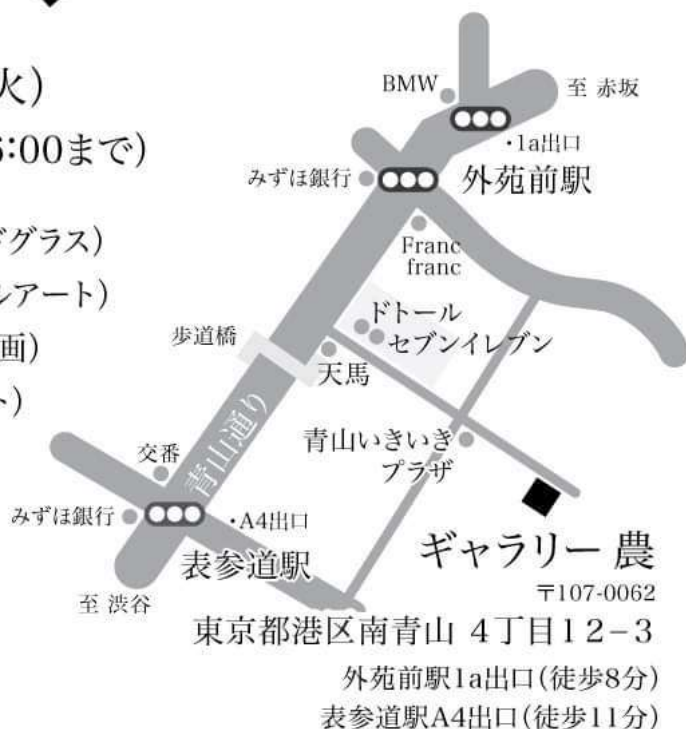 火)
:00まで)
グラス)
ルアート)
画)
ト)
BMW
至 赤坂
・1a出口
みずほ銀行
外苑前駅
Franc
franc
ドトール
セブンイレブン
歩道橋
天馬
青山通り
青山いきいき
プラザ
交番
みずほ銀行
・A4出口
表参道駅
至 渋谷
ギャラリー 農
〒107-0062
東京都港区南青山 4丁目12−3
外苑前駅1a出口(徒歩8分)
表参道駅A4出口(徒歩11分)